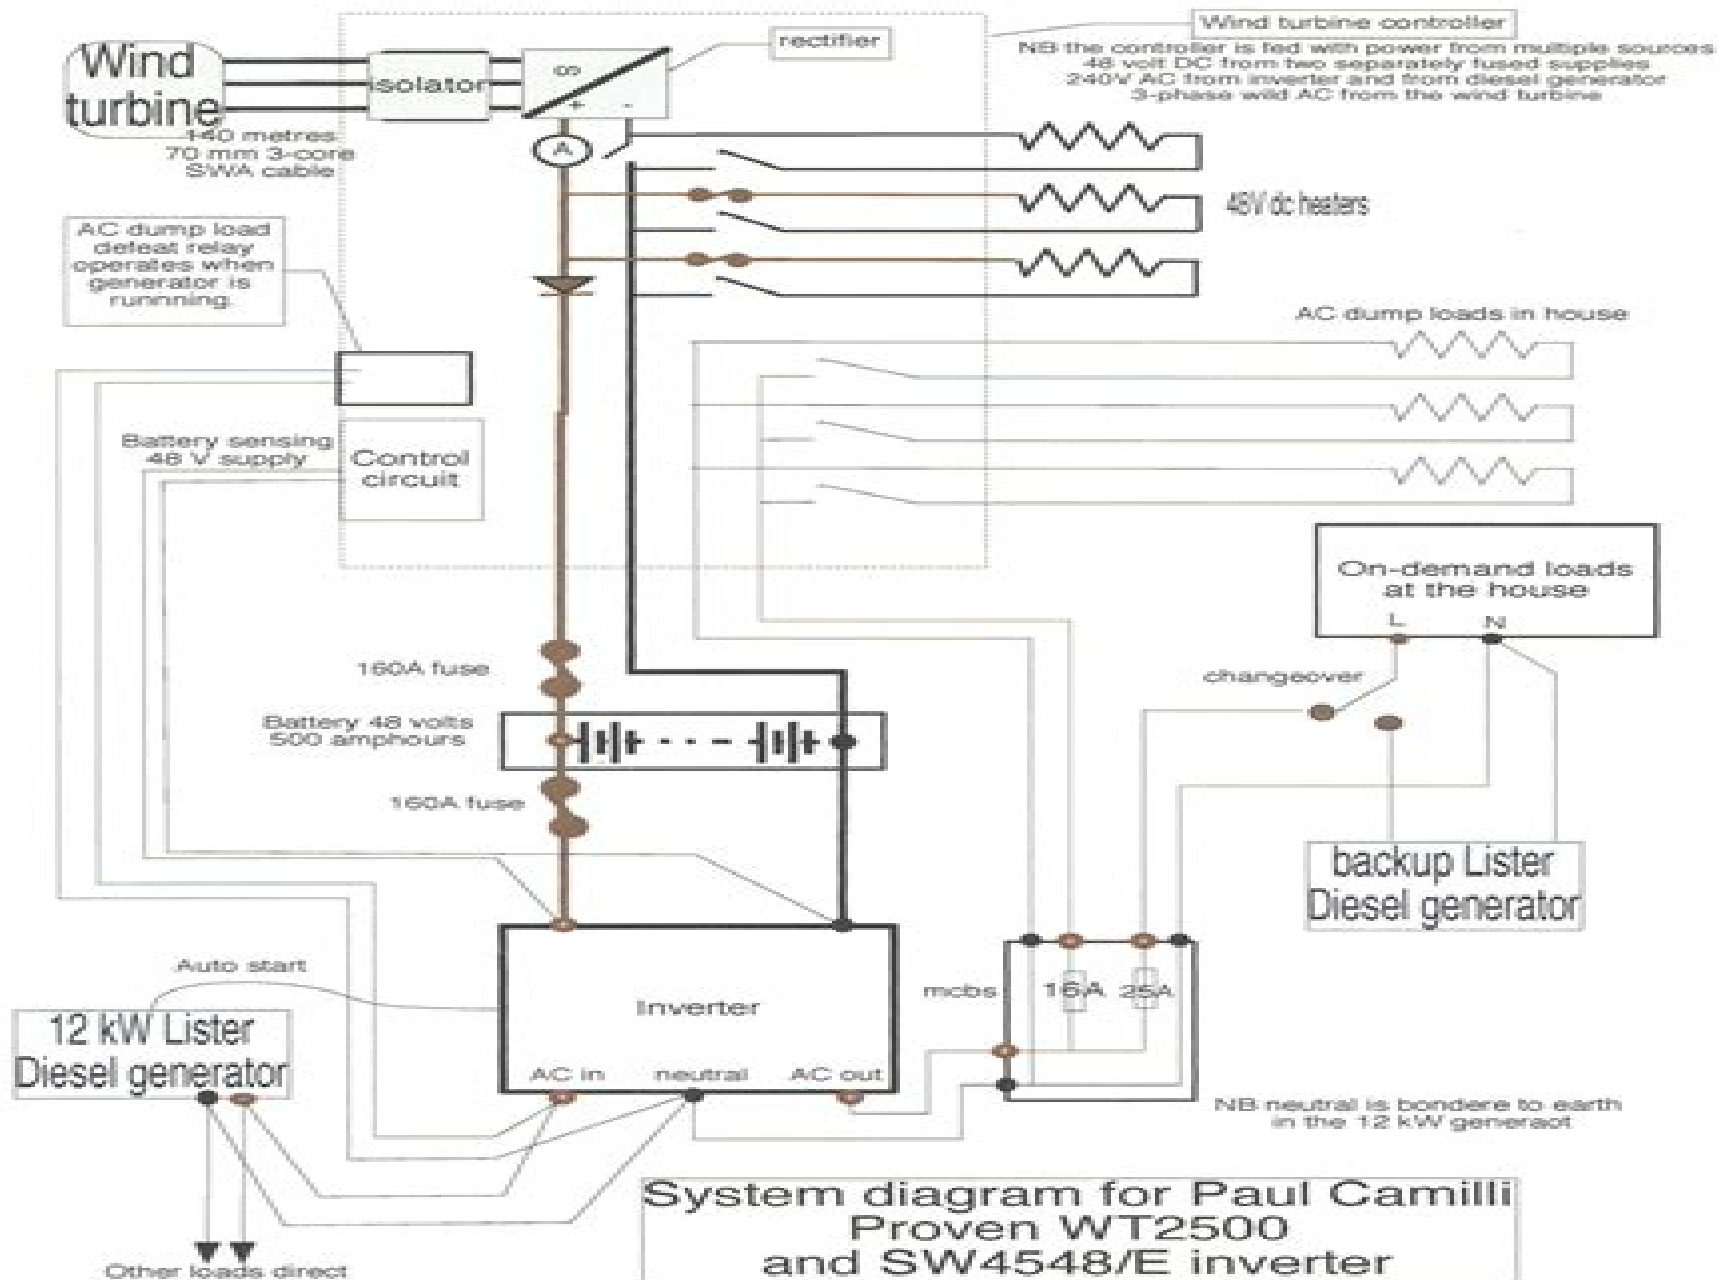 Wind turbine controller
NB the controller is fed with power from multiple sources
48 volt DC from two separately fused supplies
240V AC from inverter and from diesel generator
3-phase wild AC from the wind turbine
rectifier
Wind
turbine
isolator
+ -
140 metres
70 mm 3-core
SWA cable
A
48V dc heaters
AC dump load
defeat relay
operates when
generator is
runnning.
AC dump loads in house
Battery sensing
48 V supply
Control
circuit
On-demand loads
at the house
L N
160A fuse
changeover
Battery 48 volts
500 amphours
160A fuse
backup Lister
Diesel generator
Auto start
12 kW Lister
Diesel generator
Inverter
AC in neutral AC out
mcbs 16A 25A
NB neutral is bondere to earth
in the 12 kW generaot
System diagram for Paul Camilli
Proven WT2500
and SW4548/E inverter
Other loads direct